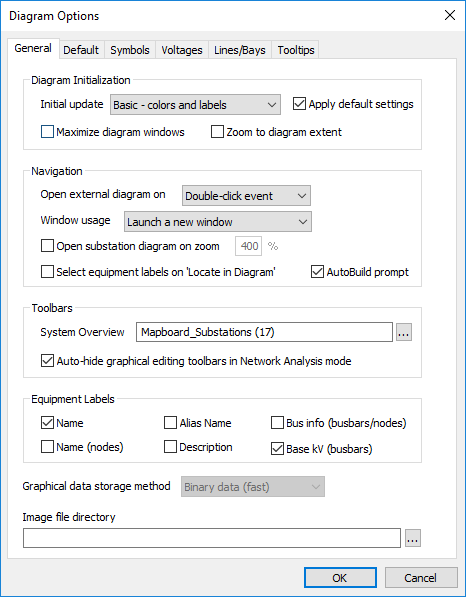 Diagram Options
General Default Symbols Voltages Lines/Bays Tooltips
Diagram Initialization
Initial update Basic - colors and labels Apply default settings
Maximize diagram windows Zoom to diagram extent
Navigation
Open external diagram on Double-click event
Window usage Launch a new window
Open substation diagram on zoom 400 %
Select equipment labels on 'Locate in Diagram' AutoBuild prompt
Toolbars
System Overview Mapboard_Substations (17) ...
Auto-hide graphical editing toolbars in Network Analysis mode
Equipment Labels
Name Alias Name Bus info (busbars/nodes)
Name (nodes) Description Base kV (busbars)
Graphical data storage method Binary data (fast)
Image file directory
...
OK Cancel